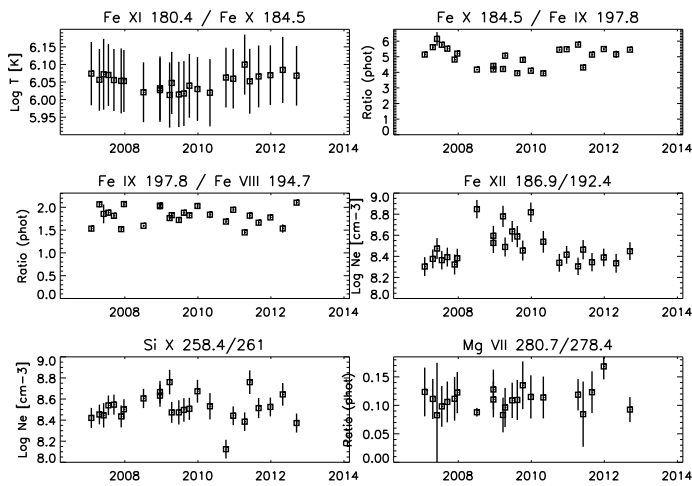 Fe XI 180.4 / Fe X 184.5
Log T [K]
6.15
6.10
6.05
6.00
5.95
2008 2010 2012 2014
Fe X 184.5 / Fe IX 197.8
Ratio (phot)
6
5
4
3
2
1
0
2008 2010 2012 2014
Fe IX 197.8 / Fe VIII 194.7
Ratio (phot)
2.0
1.5
1.0
0.5
0.0
2008 2010 2012 2014
Fe XII 186.9/192.4
Log Ne [cm-3]
9.0
8.8
8.6
8.4
8.2
8.0
2008 2010 2012 2014
Si X 258.4/261
Log Ne [cm-3]
9.0
8.8
8.6
8.4
8.2
8.0
2008 2010 2012 2014
Mg VII 280.7/278.4
Ratio (phot)
0.15
0.10
0.05
0.00
2008 2010 2012 2014